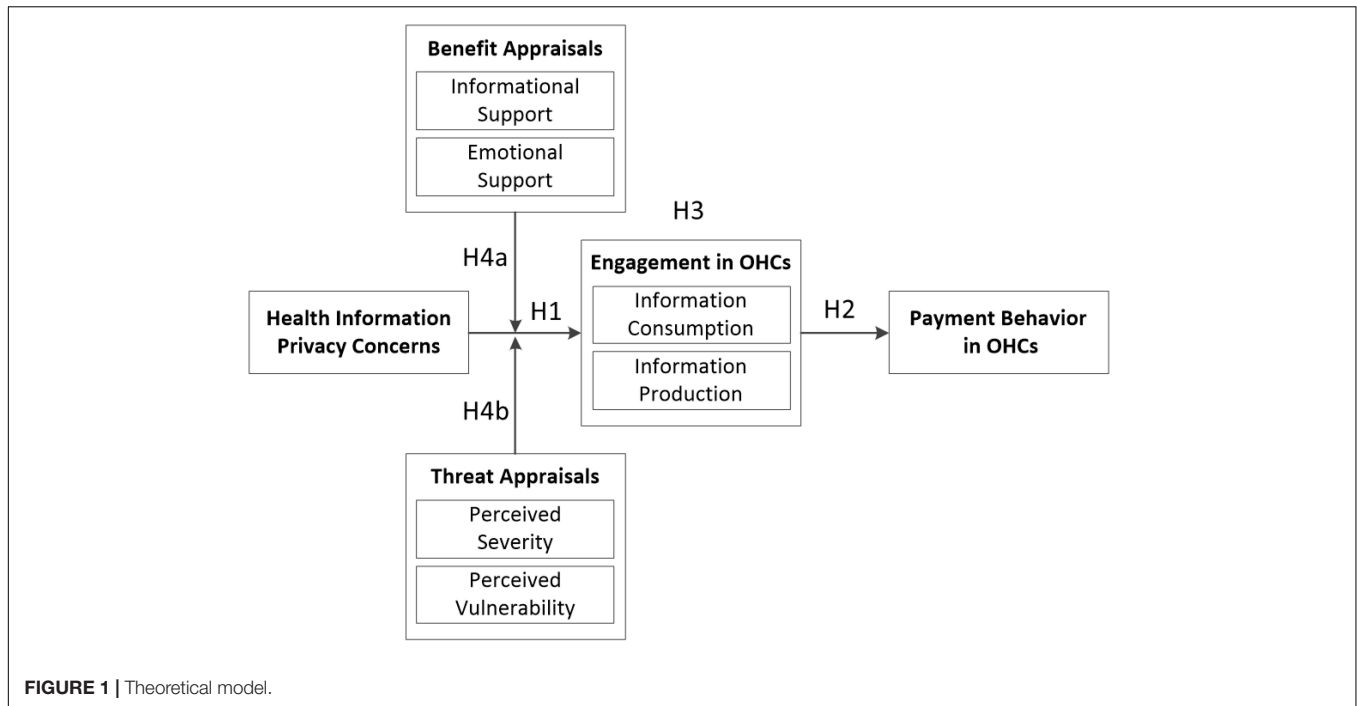 Benefit Appraisals
Informational
Support
Emotional
Support
H3
H4a
Engagement in OHCs
Information
Consumption
Information
Production
Health Information
Privacy Concerns
H1
H2
Payment Behavior
in OHCs
H4b
Threat Appraisals
Perceived
Severity
Perceived
Vulnerability
FIGURE 1 | Theoretical model.